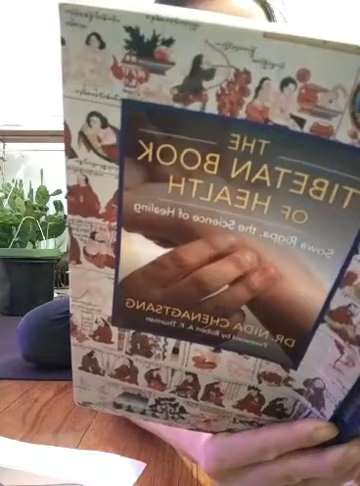 THE
TIBETAN BOOK
OF HEALTH
Sowa Rigpa, the Science of Healing
DR. NIDA CHENAGTSANG
Foreword by Robert A. F. Thurman